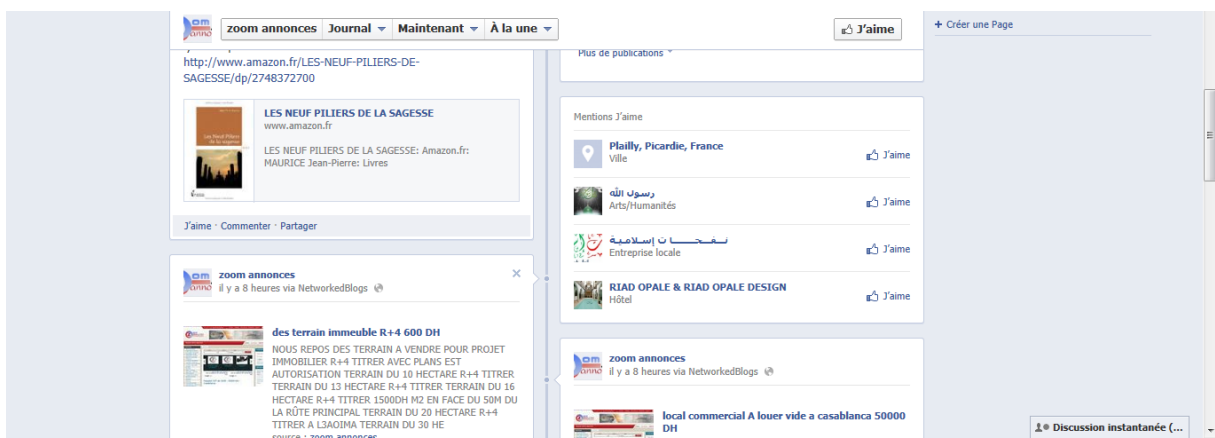 zoom annonces Journal Maintenant À la une
J'aime
+ Créer une Page
http://www.amazon.fr/LES-NEUF-PILIERS-DE-
SAGESSE/dp/2748372700
LES NEUF PILIERS DE LA SAGESSE
www.amazon.fr
LES NEUF PILIERS DE LA SAGESSE: Amazon.fr:
MAURICE Jean-Pierre: Livres
J'aime · Commenter · Partager
zoom annonces
il y a 8 heures via NetworkedBlogs
des terrain immeuble R+4 600 DH
NOUS REPOS DES TERRAIN A VENDRE POUR PROJET
IMMOBILIER R+4 TITRER AVEC PLANS EST
AUTORISATION TERRAIN DU 10 HECTARE R+4 TITRER
TERRAIN DU 13 HECTARE R+4 TITRER TERRAIN DU 16
HECTARE R+4 TITRER 1500DH M2 EN FACE DU 50M DU
LA RÛTE PRINCIPAL TERRAIN DU 20 HECTARE R+4
TITRER A L3AOIMA TERRAIN DU 30 HE
source : zoom annonces
Plus de publications
Mentions J'aime
Plailly, Picardie, France
Ville
J'aime
رسول الله
Arts/Humanités
J'aime
نــفــحــــــات إسـلامـيـة
Entreprise locale
J'aime
RIAD OPALE & RIAD OPALE DESIGN
Hôtel
J'aime
zoom annonces
il y a 8 heures via NetworkedBlogs
local commercial A louer vide a casablanca 50000
DH
Discussion instantanée (...